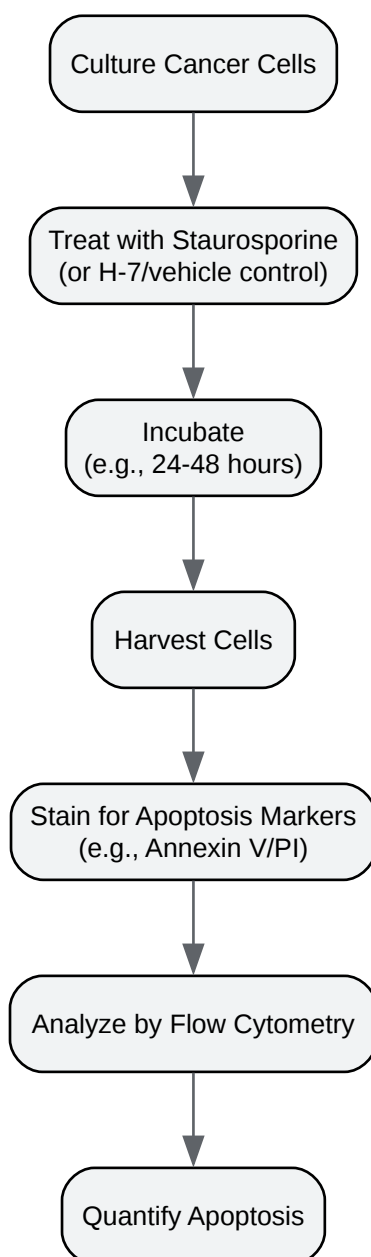 Culture Cancer Cells
Treat with Staurosporine
(or H-7/vehicle control)
Incubate
(e.g., 24-48 hours)
Harvest Cells
Stain for Apoptosis Markers
(e.g., Annexin V/PI)
Analyze by Flow Cytometry
Quantify Apoptosis